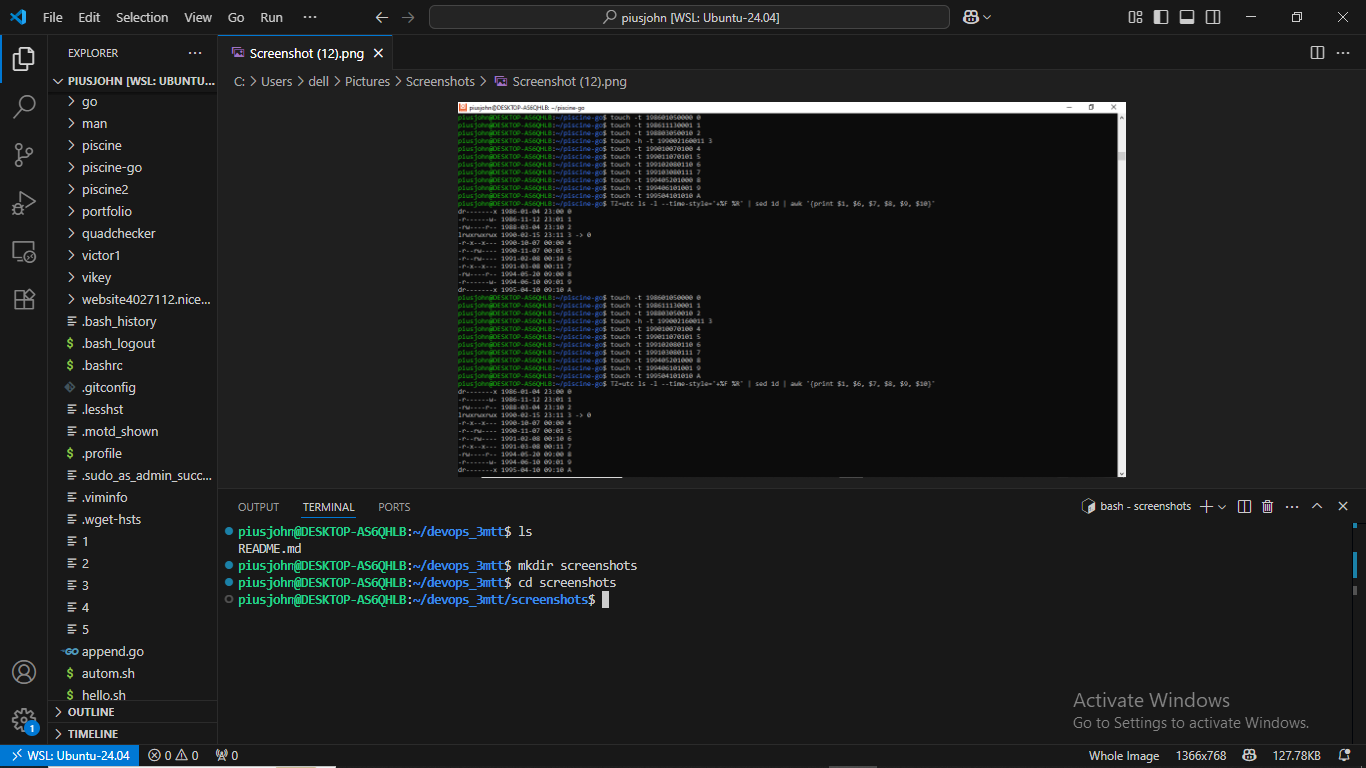 File Edit Selection View Go Run ··· piusjohn [WSL: Ubuntu-24.04]
EXPLORER ···
PIUSJOHN [WSL: UBUNTU...
go
man
piscine
piscine-go
piscine2
portfolio
quadchecker
victor1
vikey
website4027112.nice...
.bash_history
.bash_logout
.bashrc
.gitconfig
.lesshst
.motd_shown
.profile
.sudo_as_admin_succ...
.viminfo
.wget-hsts
1
2
3
4
5
append.go
autom.sh
hello.sh
OUTLINE
TIMELINE
Screenshot (12).png
C: > Users > dell > Pictures > Screenshots > Screenshot (12).png
piusjohn@DESKTOP-AS6QHLB: ~/piscine-go
piusjohn@DESKTOP-AS6QHLB:~/piscine-go$ touch -t 198601050000 0
piusjohn@DESKTOP-AS6QHLB:~/piscine-go$ touch -t 198611130001 1
piusjohn@DESKTOP-AS6QHLB:~/piscine-go$ touch -t 198803050010 2
piusjohn@DESKTOP-AS6QHLB:~/piscine-go$ touch -h -t 199002160011 3
piusjohn@DESKTOP-AS6QHLB:~/piscine-go$ touch -t 199010070100 4
piusjohn@DESKTOP-AS6QHLB:~/piscine-go$ touch -t 199011070101 5
piusjohn@DESKTOP-AS6QHLB:~/piscine-go$ touch -t 199102080110 6
piusjohn@DESKTOP-AS6QHLB:~/piscine-go$ touch -t 199103080111 7
piusjohn@DESKTOP-AS6QHLB:~/piscine-go$ touch -t 199405201000 8
piusjohn@DESKTOP-AS6QHLB:~/piscine-go$ touch -t 199406101001 9
piusjohn@DESKTOP-AS6QHLB:~/piscine-go$ touch -t 199504101010 A
piusjohn@DESKTOP-AS6QHLB:~/piscine-go$ TZ=utc ls -l --time-style='+%F %R' | sed 1d | awk '{print $1, $6, $7, $8, $9, $10}'
dr-------x 1986-01-04 23:00 0
-r------w- 1986-11-12 23:01 1
-rw----r-- 1988-03-04 23:10 2
lrwxrwxrwx 1990-02-15 23:11 3 -> 0
-r-x--x--- 1990-10-07 00:00 4
-r--rw---- 1990-11-07 00:01 5
-r--rw---- 1991-02-08 00:10 6
-r-x--x--- 1991-03-08 00:11 7
-rw----r-- 1994-05-20 09:00 8
-r------w- 1994-06-10 09:01 9
dr-------x 1995-04-10 09:10 A
piusjohn@DESKTOP-AS6QHLB:~/piscine-go$ touch -t 198601050000 0
piusjohn@DESKTOP-AS6QHLB:~/piscine-go$ touch -t 198611130001 1
piusjohn@DESKTOP-AS6QHLB:~/piscine-go$ touch -t 198803050010 2
piusjohn@DESKTOP-AS6QHLB:~/piscine-go$ touch -h -t 199002160011 3
piusjohn@DESKTOP-AS6QHLB:~/piscine-go$ touch -t 199010070100 4
piusjohn@DESKTOP-AS6QHLB:~/piscine-go$ touch -t 199011070101 5
piusjohn@DESKTOP-AS6QHLB:~/piscine-go$ touch -t 199102080110 6
piusjohn@DESKTOP-AS6QHLB:~/piscine-go$ touch -t 199103080111 7
piusjohn@DESKTOP-AS6QHLB:~/piscine-go$ touch -t 199405201000 8
piusjohn@DESKTOP-AS6QHLB:~/piscine-go$ touch -t 199406101001 9
piusjohn@DESKTOP-AS6QHLB:~/piscine-go$ touch -t 199504101010 A
piusjohn@DESKTOP-AS6QHLB:~/piscine-go$ TZ=utc ls -l --time-style='+%F %R' | sed 1d | awk '{print $1, $6, $7, $8, $9, $10}'
dr-------x 1986-01-04 23:00 0
-r------w- 1986-11-12 23:01 1
-rw----r-- 1988-03-04 23:10 2
lrwxrwxrwx 1990-02-15 23:11 3 -> 0
-r-x--x--- 1990-10-07 00:00 4
-r--rw---- 1990-11-07 00:01 5
-r--rw---- 1991-02-08 00:10 6
-r-x--x--- 1991-03-08 00:11 7
-rw----r-- 1994-05-20 09:00 8
-r------w- 1994-06-10 09:01 9
dr-------x 1995-04-10 09:10 A
OUTPUT TERMINAL PORTS bash - screenshots
piusjohn@DESKTOP-AS6QHLB:~/devops_3mtt$ ls
README.md
piusjohn@DESKTOP-AS6QHLB:~/devops_3mtt$ mkdir screenshots
piusjohn@DESKTOP-AS6QHLB:~/devops_3mtt$ cd screenshots
piusjohn@DESKTOP-AS6QHLB:~/devops_3mtt/screenshots$
Activate Windows
Go to Settings to activate Windows.
1
WSL: Ubuntu-24.04 0 0 0 Whole Image 1366x768 127.78KB